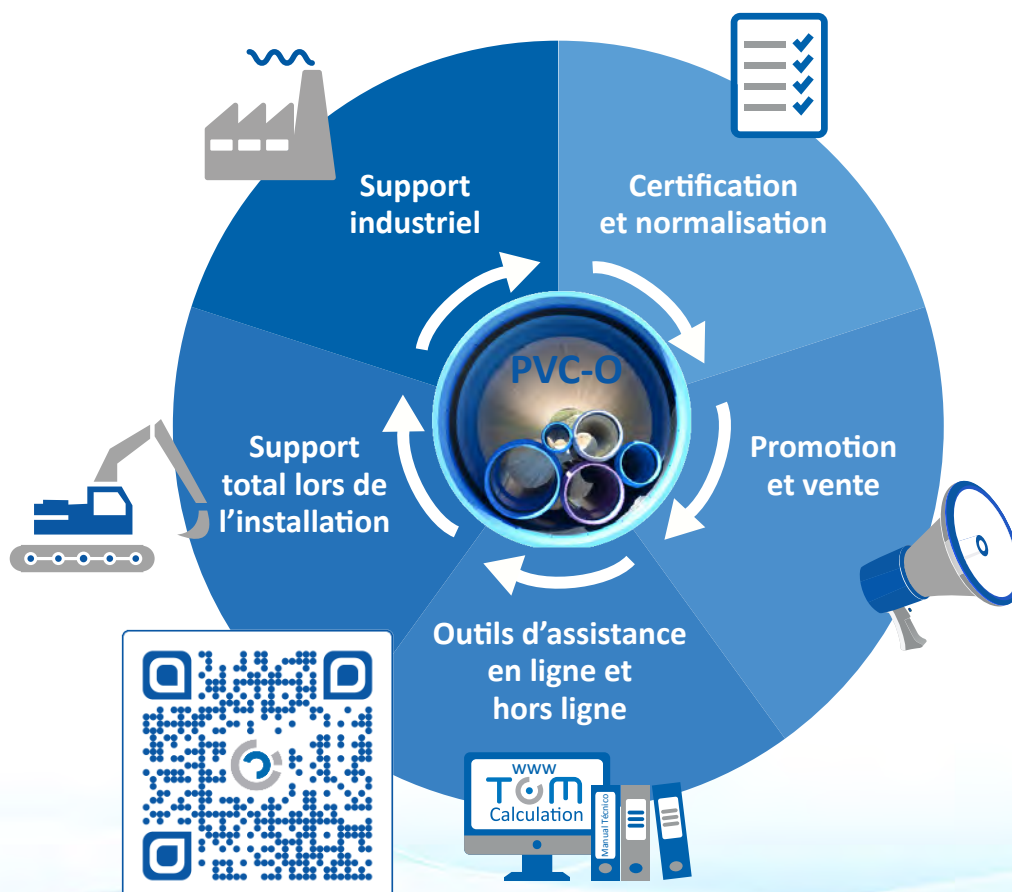 Support
industriel
Certification
et normalisation
PVC-O
Promotion
et vente
Support
total lors de
l’installation
Outils d’assistance
en ligne et
hors ligne
www
TOM
Calculation
Manual Técnico